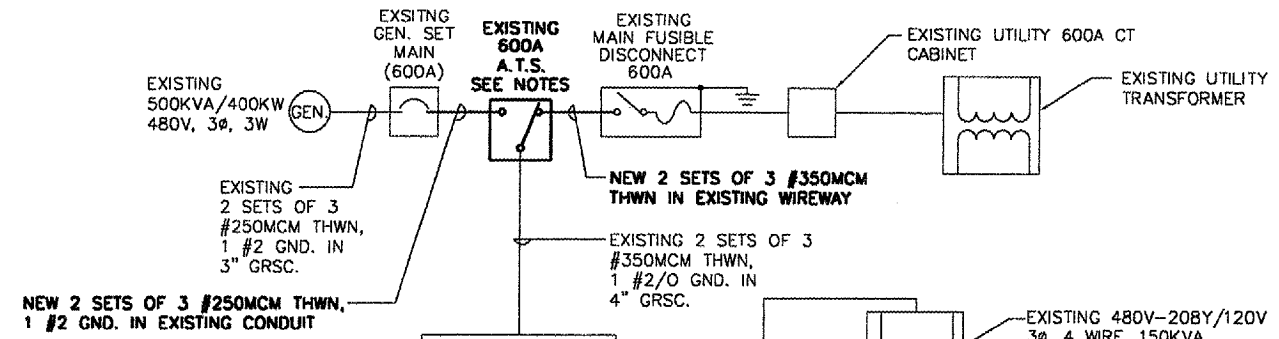 EXSITNG
GEN. SET
MAIN
(600A)
EXISTING
600A
A.T.S.
SEE NOTES
EXISTING
MAIN FUSIBLE
DISCONNECT
600A
EXISTING UTILITY 600A CT
CABINET
EXISTING UTILITY
TRANSFORMER
EXISTING
500KVA/400KW
480V, 3ø, 3W
GEN.
NEW 2 SETS OF 3 #350MCM
THWN IN EXISTING WIREWAY
EXISTING
2 SETS OF 3
#250MCM THWN,
1 #2 GND. IN
3" GRSC.
EXISTING 2 SETS OF 3
#350MCM THWN,
1 #2/0 GND. IN
4" GRSC.
NEW 2 SETS OF 3 #250MCM THWN,
1 #2 GND. IN EXISTING CONDUIT
EXISTING 480V-208Y/120V
3ø, 4 WIRE, 150KVA